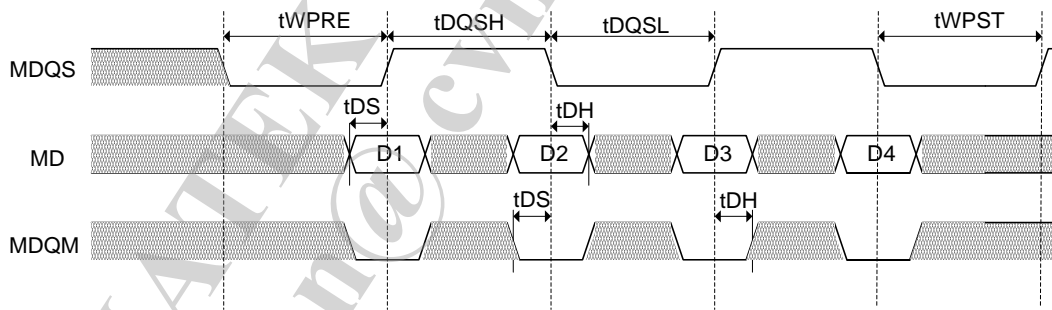 tWPRE tDQSH tDQSL tWPST
MDQS
tDS tDH
MD D1 D2 D3 D4
tDS tDH
MDQM